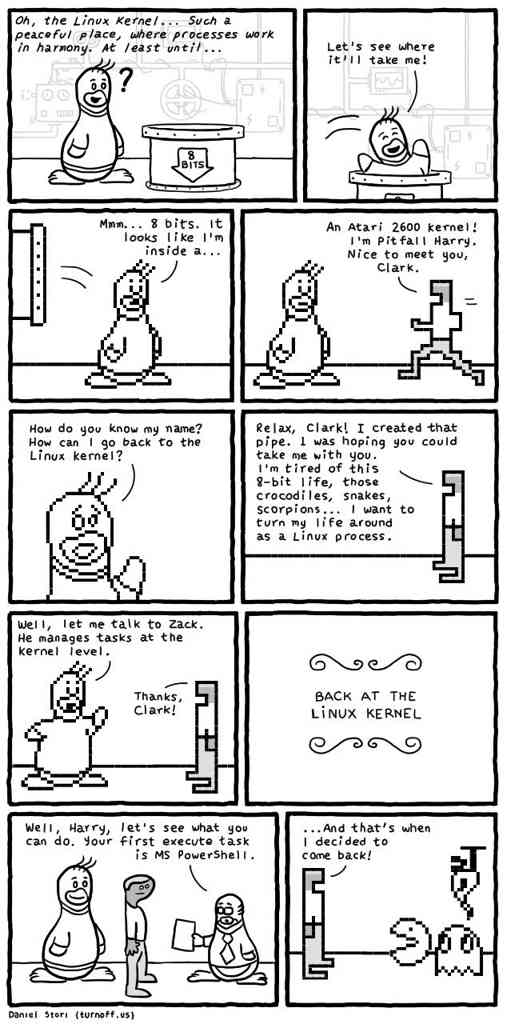 Oh, the Linux Kernel... Such a
peaceful place, where processes work
in harmony. At least until...
?
8
BITS
Let's see where
it'll take me!
Mmm... 8 bits. It
looks like I'm
inside a...
An Atari 2600 kernel!
I'm Pitfall Harry.
Nice to meet you,
Clark.
How do you know my name?
How can I go back to the
Linux kernel?
Relax, Clark! I created that
pipe. I was hoping you could
take me with you.
I'm tired of this
8-bit life, those
crocodiles, snakes,
scorpions... I want to
turn my life around
as a Linux process.
Well, let me talk to Zack.
He manages tasks at the
kernel level.
Thanks,
Clark!
BACK AT THE
LINUX KERNEL
Well, Harry, let's see what you
can do. Your first execute task
is MS PowerShell.
...And that's when
I decided to
come back!
Daniel Stori {turnoff.us}